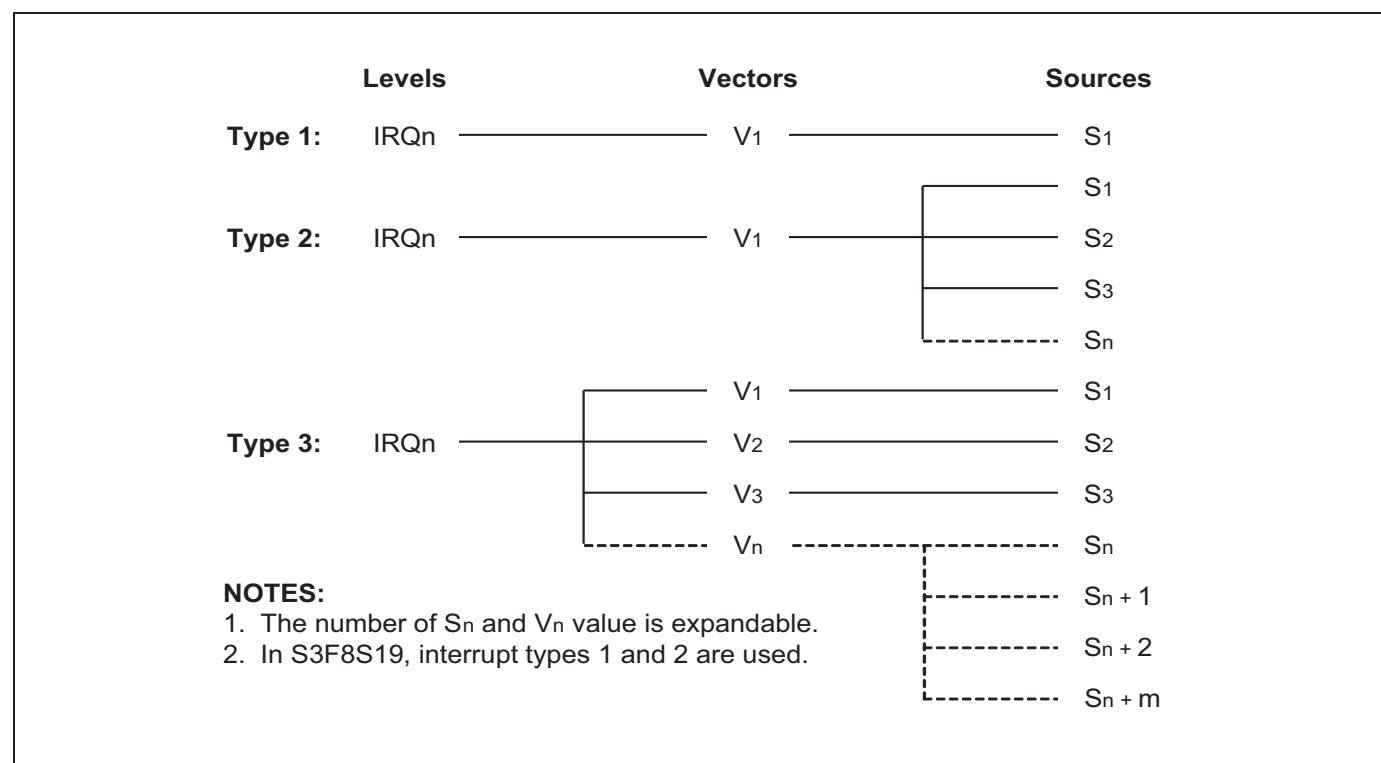 Levels Vectors Sources
Type 1: IRQn V1 S1
S1
Type 2: IRQn V1 S2
S3
Sn
V1 S1
Type 3: IRQn V2 S2
V3 S3
Vn Sn
NOTES: Sn + 1
1. The number of Sn and Vn value is expandable.
2. In S3F8S19, interrupt types 1 and 2 are used. Sn + 2
Sn + m